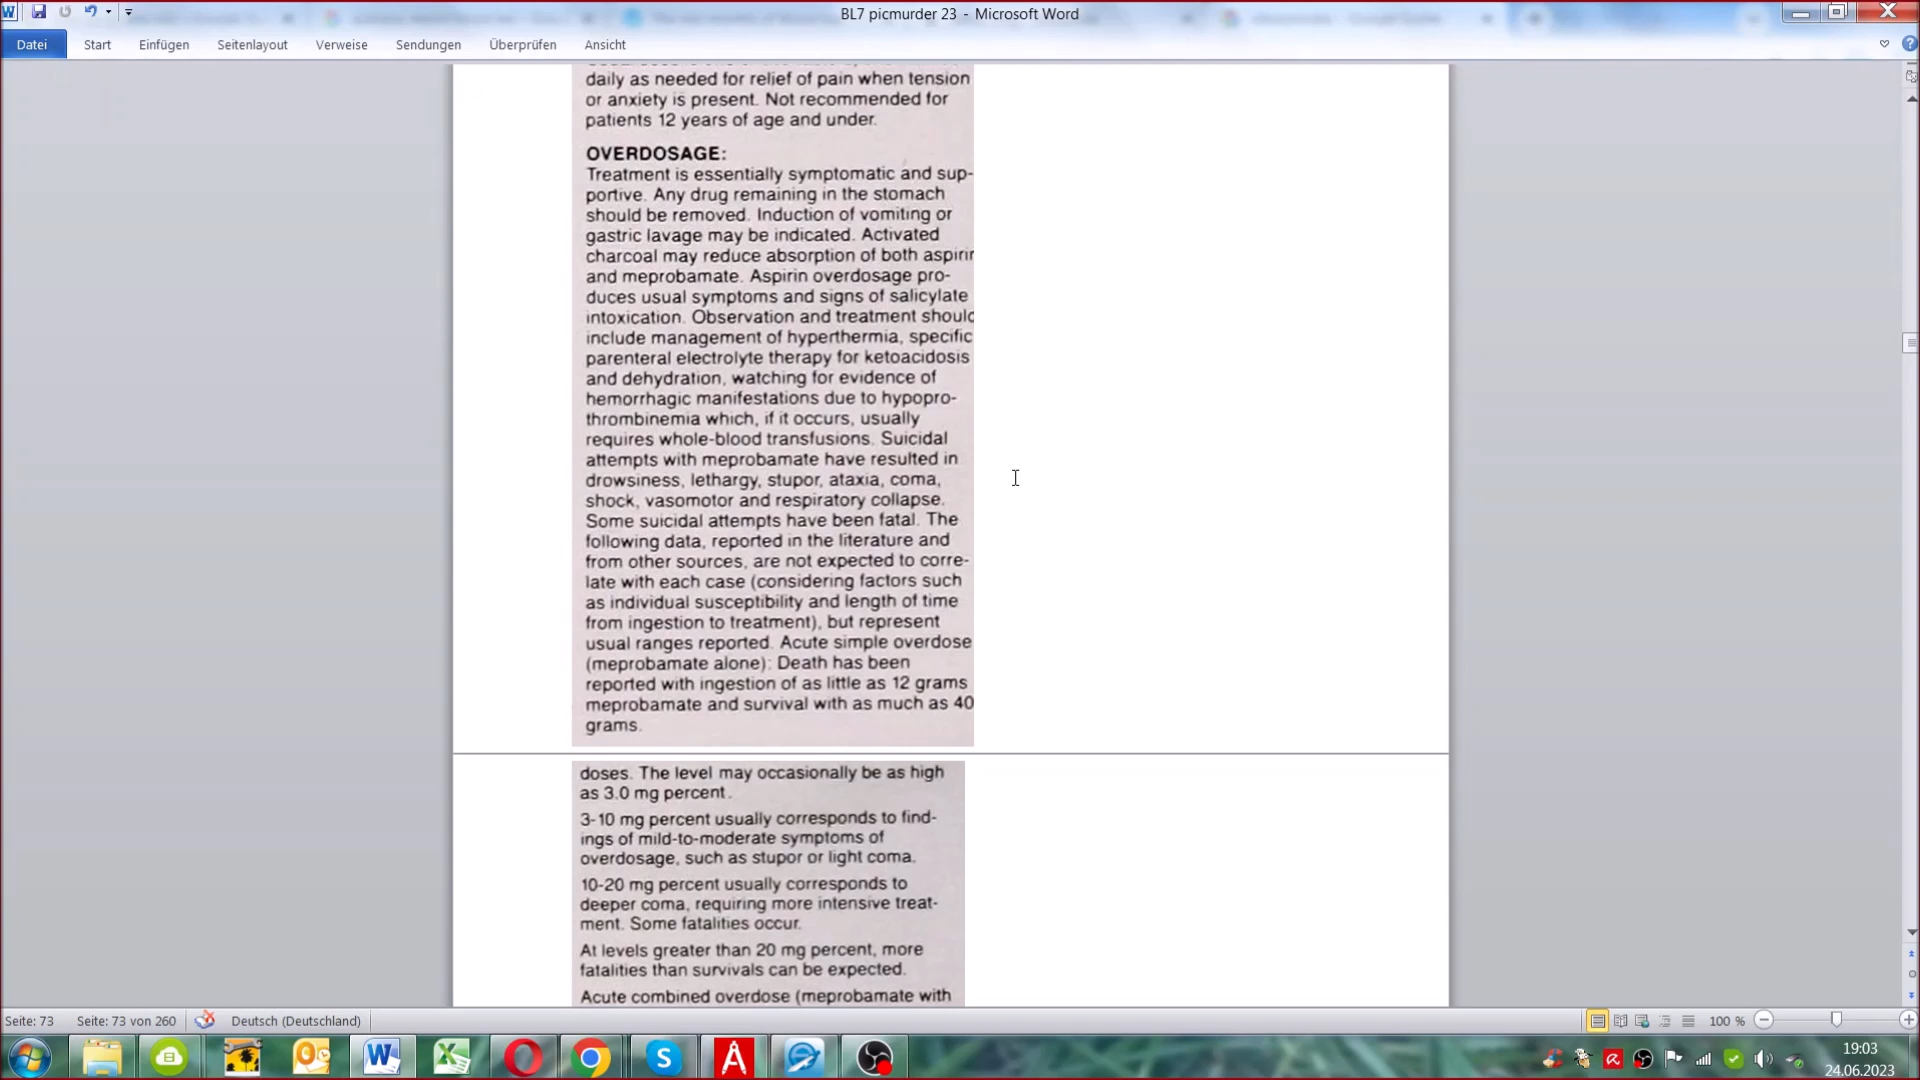 BL7 picmurder 23 - Microsoft Word
Datei Start Einfügen Seitenlayout Verweise Sendungen Überprüfen Ansicht
daily as needed for relief of pain when tension
or anxiety is present. Not recommended for
patients 12 years of age and under.
OVERDOSAGE:
Treatment is essentially symptomatic and sup-
portive. Any drug remaining in the stomach
should be removed. Induction of vomiting or
gastric lavage may be indicated. Activated
charcoal may reduce absorption of both aspirin
and meprobamate. Aspirin overdosage pro-
duces usual symptoms and signs of salicylate
intoxication. Observation and treatment should
include management of hyperthermia, specific
parenteral electrolyte therapy for ketoacidosis
and dehydration, watching for evidence of
hemorrhagic manifestations due to hypopro-
thrombinemia which, if it occurs, usually
requires whole-blood transfusions. Suicidal
attempts with meprobamate have resulted in
drowsiness, lethargy, stupor, ataxia, coma,
shock, vasomotor and respiratory collapse.
Some suicidal attempts have been fatal. The
following data, reported in the literature and
from other sources, are not expected to corre-
late with each case (considering factors such
as individual susceptibility and length of time
from ingestion to treatment), but represent
usual ranges reported. Acute simple overdose
(meprobamate alone): Death has been
reported with ingestion of as little as 12 grams
meprobamate and survival with as much as 40
grams.
doses. The level may occasionally be as high
as 3.0 mg percent.
3-10 mg percent usually corresponds to find-
ings of mild-to-moderate symptoms of
overdosage, such as stupor or light coma.
10-20 mg percent usually corresponds to
deeper coma, requiring more intensive treat-
ment. Some fatalities occur.
At levels greater than 20 mg percent, more
fatalities than survivals can be expected.
Acute combined overdose (meprobamate with
Seite: 73 Seite: 73 von 260 Deutsch (Deutschland) 100 %
19:03
24.06.2023